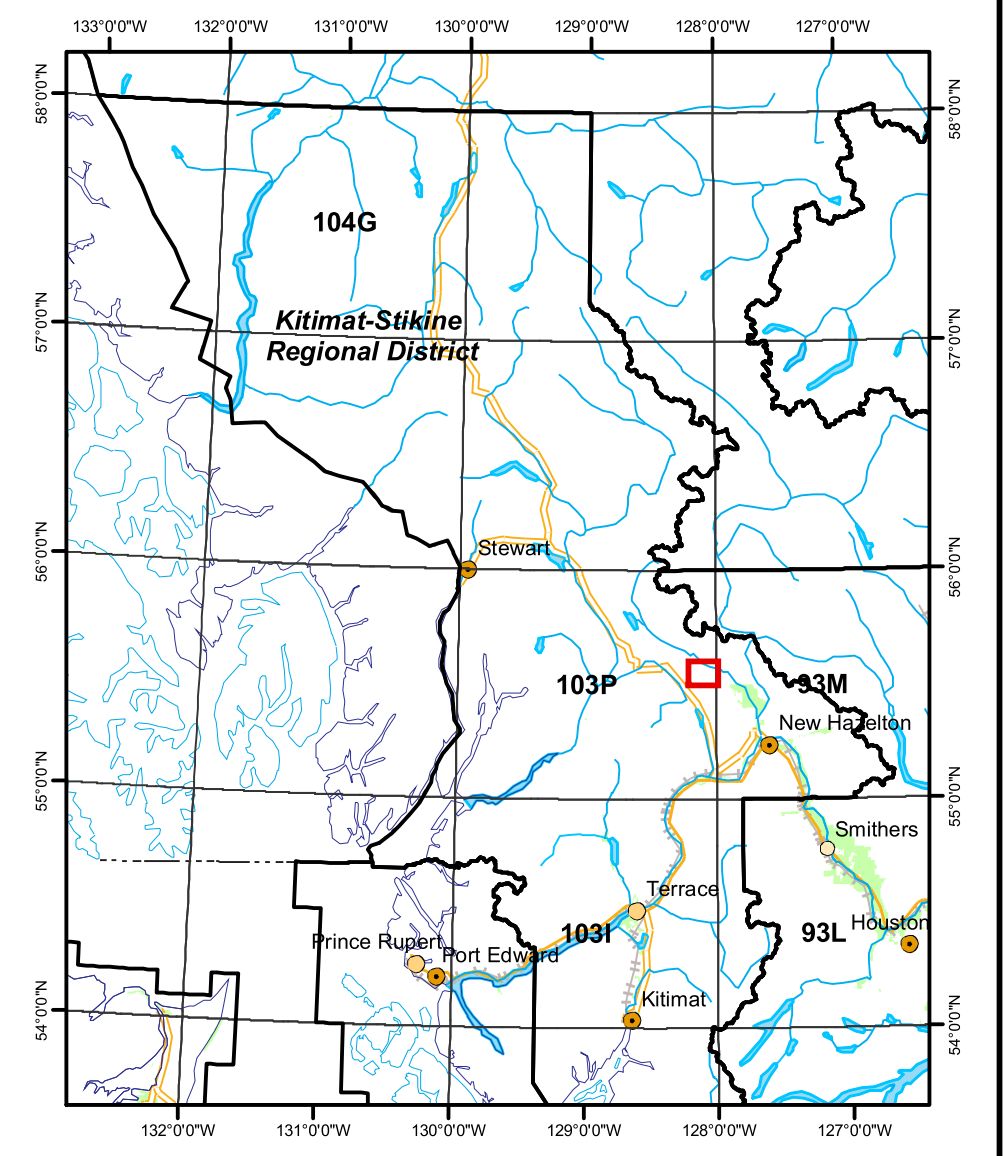 133°0'0"W 132°0'0"W 131°0'0"W 130°0'0"W 129°0'0"W 128°0'0"W 127°0'0"W
58°0'0"N
58°0'0"N
104G
Kitimat-Stikine
Regional District
57°0'0"N
57°0'0"N
Stewart
56°0'0"N
56°0'0"N
103P
93M
New Hazelton
55°0'0"N
55°0'0"N
Smithers
Terrace
103I
93L
Houston
Prince Rupert
Port Edward
Kitimat
54°0'0"N
54°0'0"N
132°0'0"W 131°0'0"W 130°0'0"W 129°0'0"W 128°0'0"W 127°0'0"W